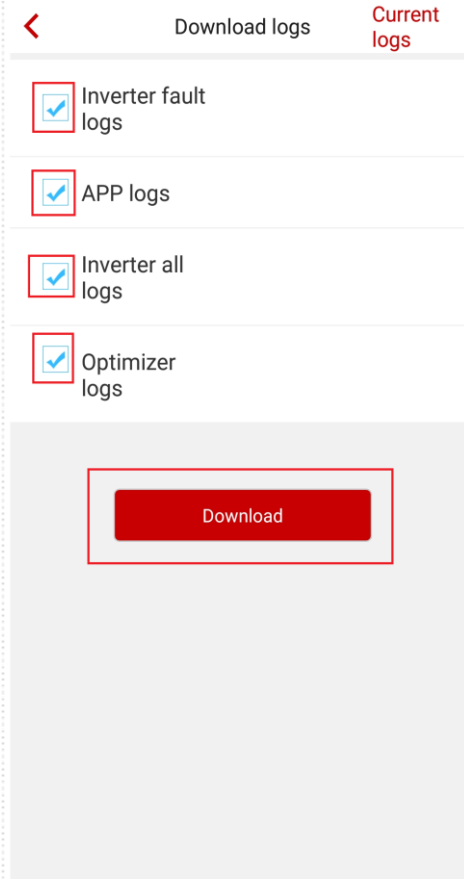 Download logs
Current
logs
Inverter fault
logs
APP logs
Inverter all
logs
Optimizer
logs
Download